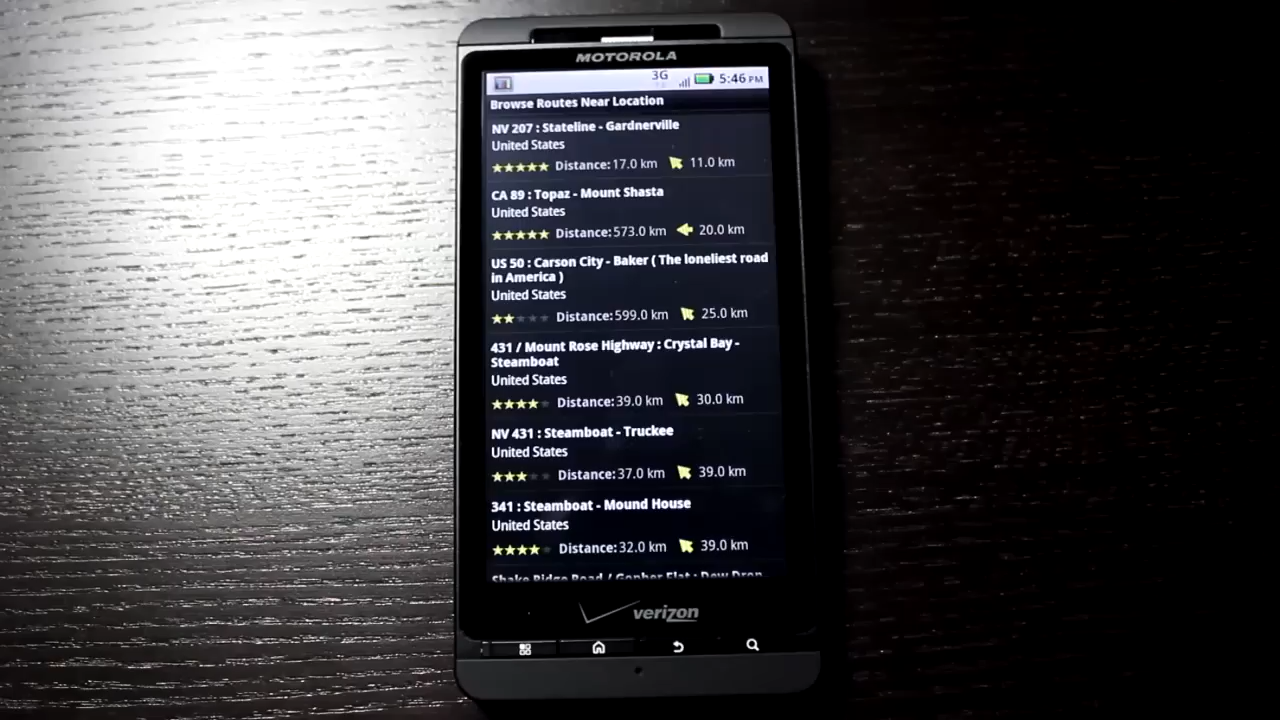 MOTOROLA
3G 5:46 PM
Browse Routes Near Location
NV 207 : Stateline - Gardnerville
United States
Distance: 17.0 km 11.0 km
CA 89 : Topaz - Mount Shasta
United States
Distance: 573.0 km 20.0 km
US 50 : Carson City - Baker ( The loneliest road
in America )
United States
Distance: 599.0 km 25.0 km
431 / Mount Rose Highway : Crystal Bay -
Steamboat
United States
Distance: 39.0 km 30.0 km
NV 431 : Steamboat - Truckee
United States
Distance: 37.0 km 39.0 km
341 : Steamboat - Mound House
United States
Distance: 32.0 km 39.0 km
Shake Ridge Road / Gopher Flat : Dew Drop
verizon